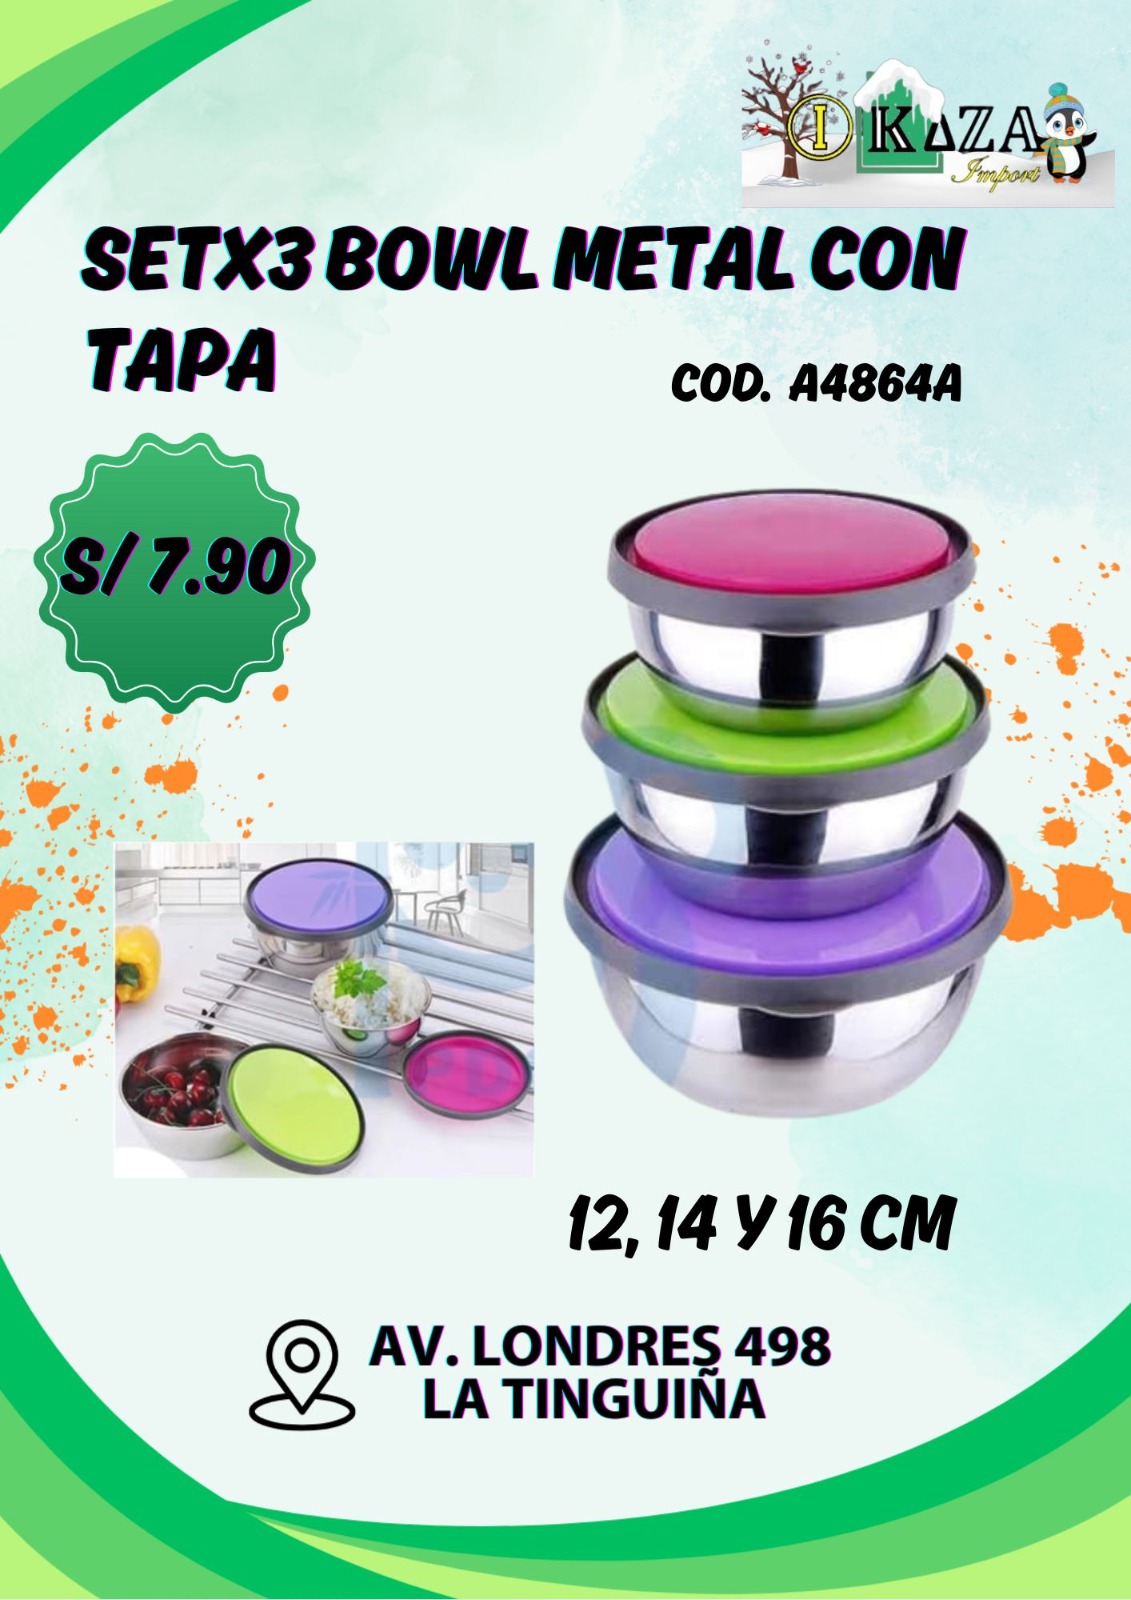 I KAZA
Import
SETX3 BOWL METAL CON
TAPA
COD. A4864A
S/ 7.90
12, 14 Y 16 CM
AV. LONDRES 498
LA TINGUIÑA